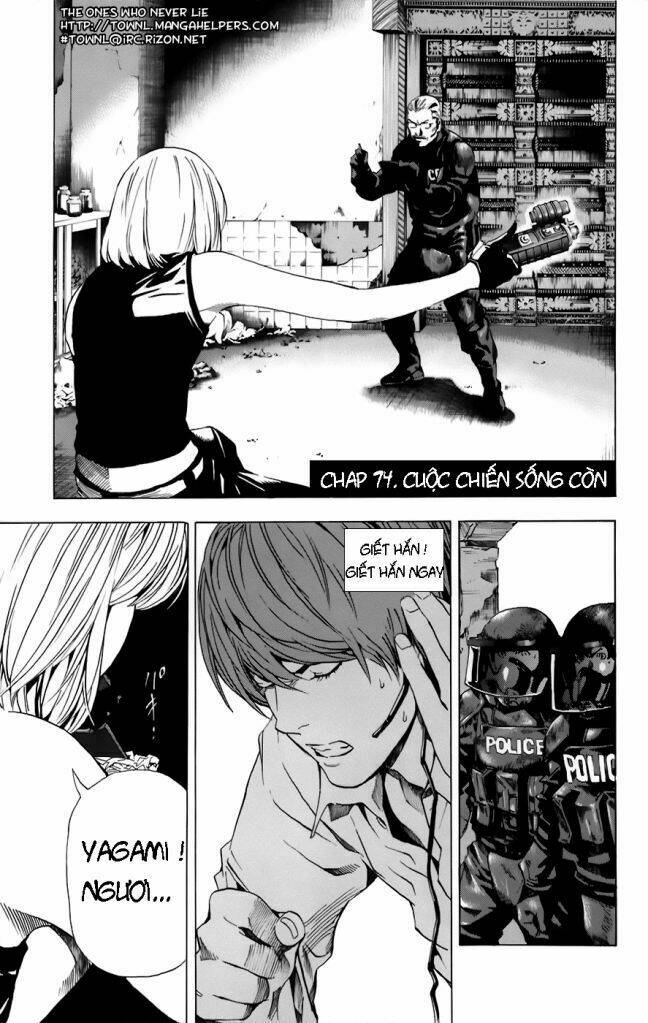 THE ONES WHO NEVER LIE
HTTP://TOWNL.MANGAHELPERS.COM
#TOWNL@IRC.RIZON.NET
CHAP 74. CUỘC CHIẾN SỐNG CÒN
GIẾT HẮN !
GIẾT HẮN NGAY
POLICE
POLIC
YAGAMI !
NGƯƠI...